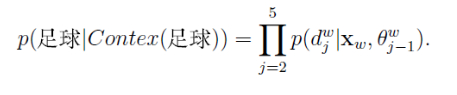 p(足球|Contex(足球)) = ∏_{j=2}^{5} p(d_j^w|x_w, θ_{j-1}^w).